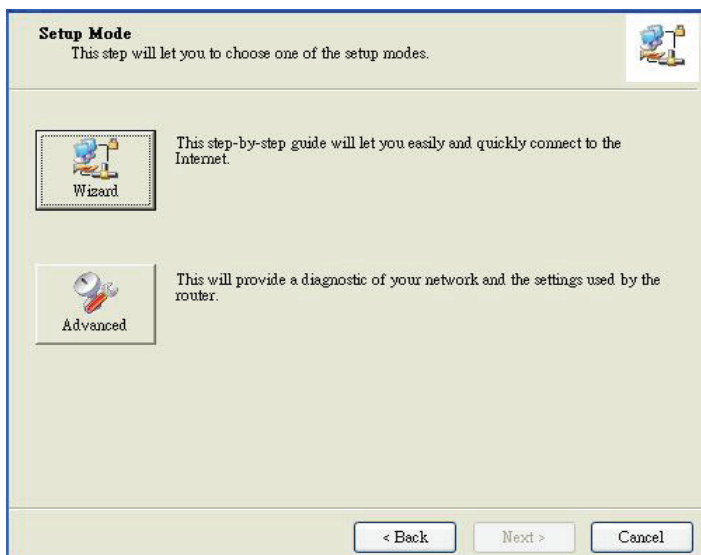 Setup Mode
This step will let you to choose one of the setup modes.
Wizard
This step-by-step guide will let you easily and quickly connect to the
Internet.
Advanced
This will provide a diagnostic of your network and the settings used by the
router.
< Back
Next >
Cancel